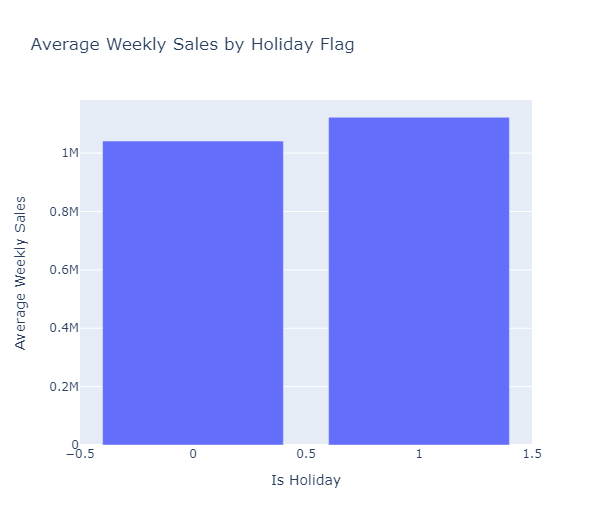 Average Weekly Sales by Holiday Flag
Average Weekly Sales
1M
0.8M
0.6M
0.4M
0.2M
0
−0.5
0
0.5
1
1.5
Is Holiday